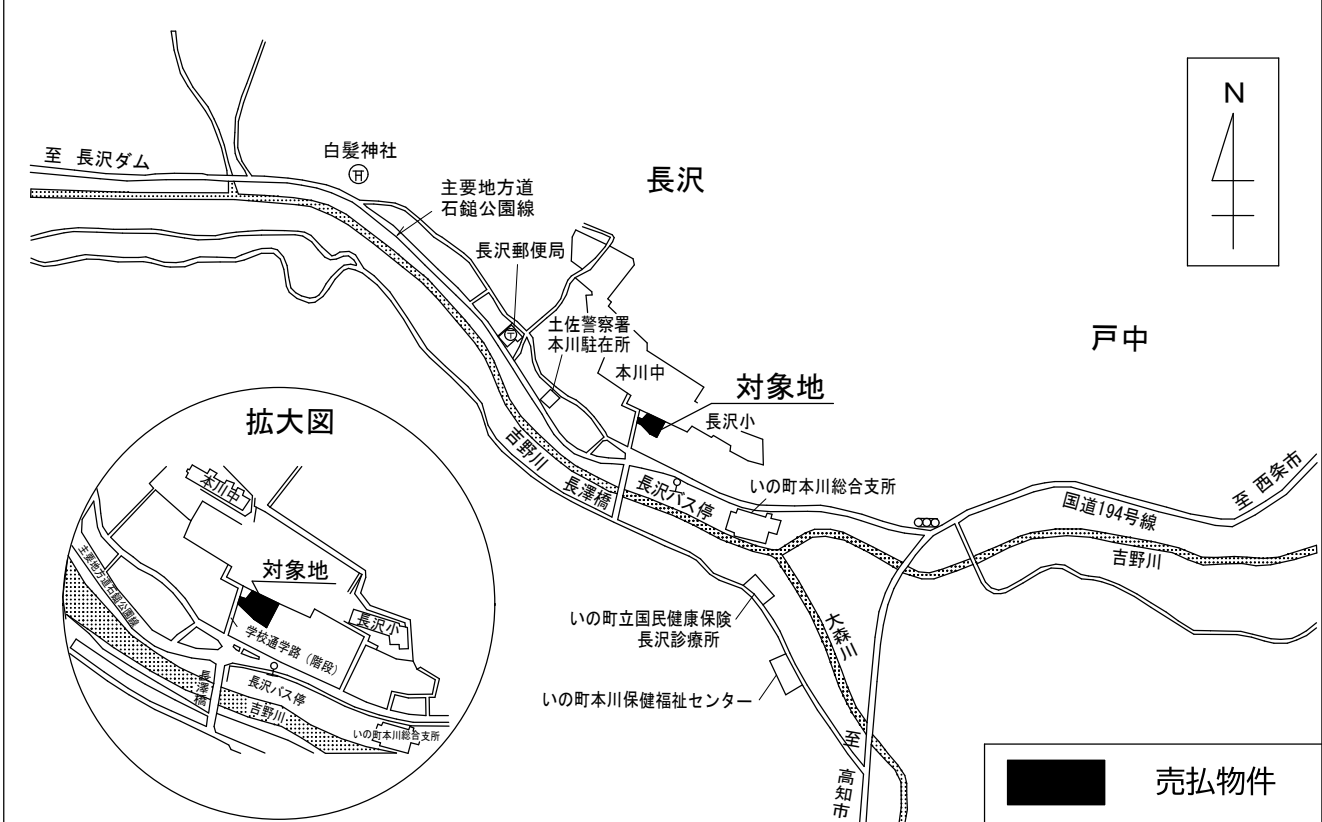 N
至 長沢ダム
白髪神社
主要地方道
石鎚公園線
長沢
長沢郵便局
土佐警察署
本川駐在所
戸中
本川中
対象地
長沢小
吉野川
長澤橋
長沢バス停
いの町本川総合支所
国道194号線
至 西条市
吉野川
いの町立国民健康保険
長沢診療所
大森川
いの町本川保健福祉センター
至 高知市
拡大図
本川中
対象地
主要地方道石鎚公園線
長沢小
学校通学路（階段）
長澤橋
長沢バス停
吉野川
いの町本川総合支所
売払物件